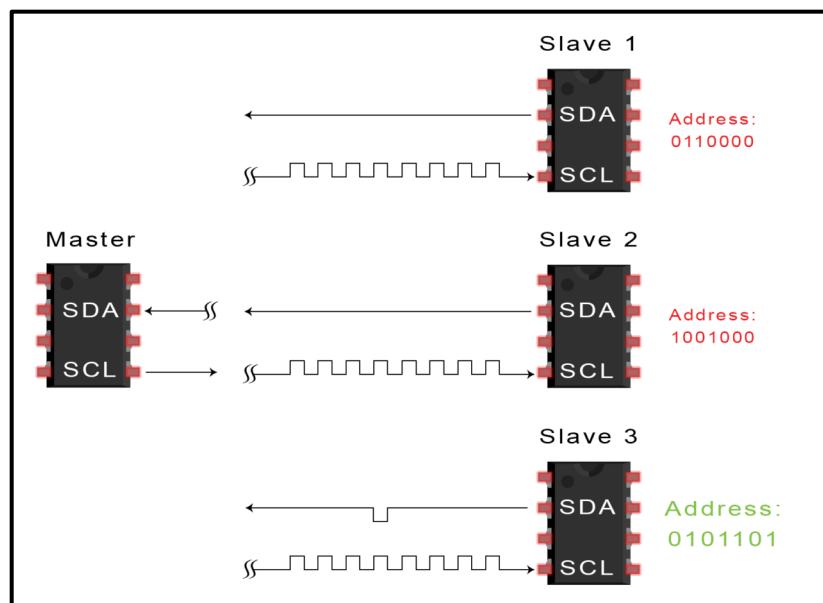 Slave 1
SDA
SCL
Address:
0110000
Master
SDA
SCL
Slave 2
SDA
SCL
Address:
1001000
Slave 3
SDA
SCL
Address:
0101101